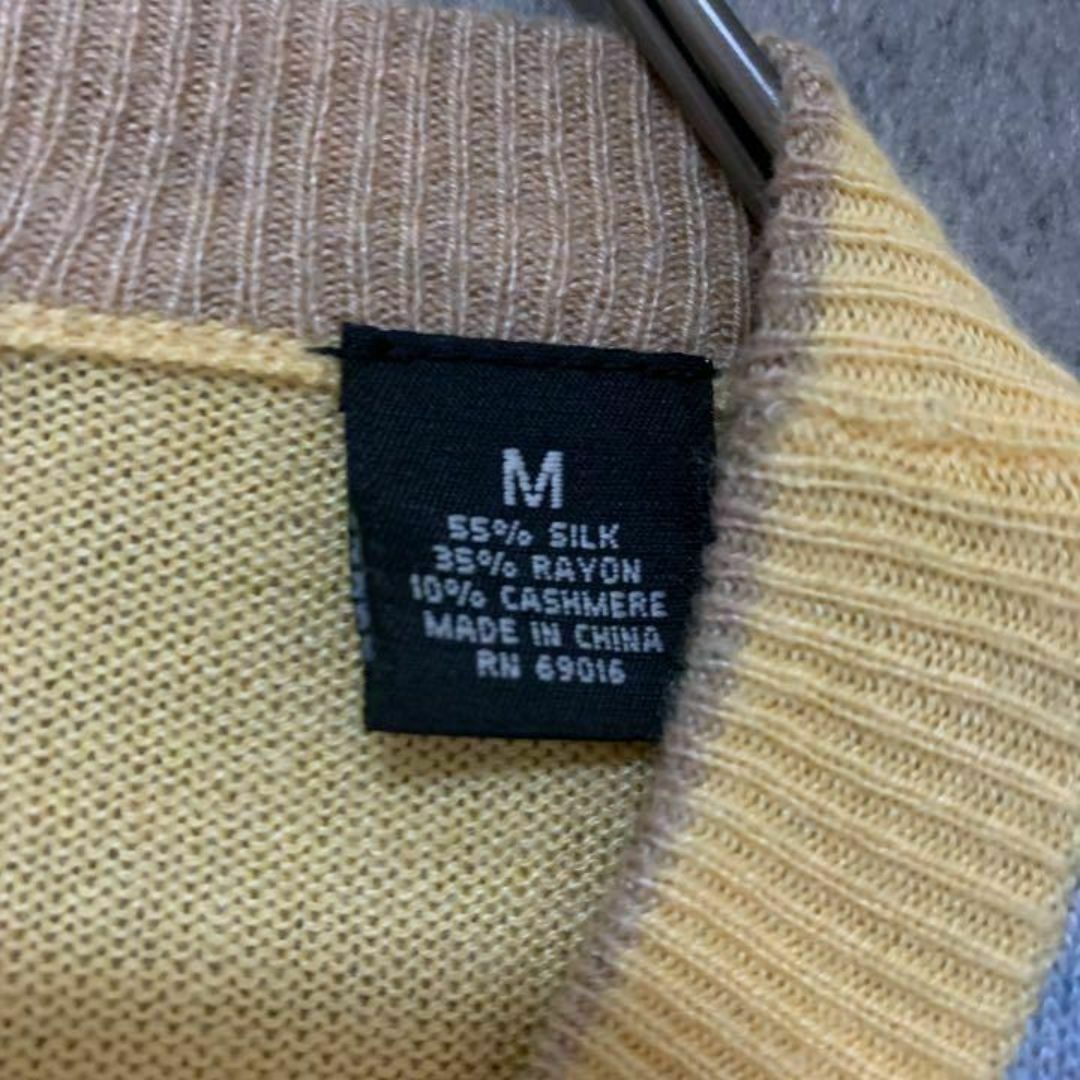 M
55% SILK
35% RAYON
10% CASHMERE
MADE IN CHINA
RN 69016